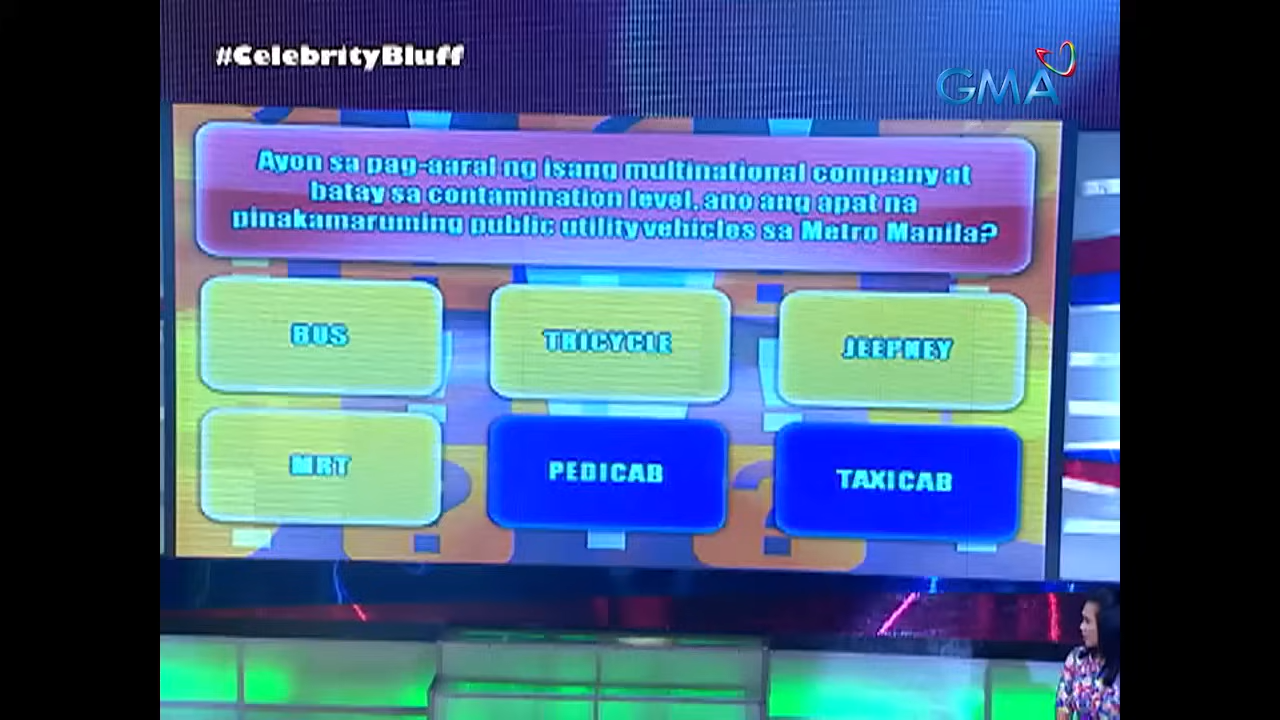 #CelebrityBluff
GMA
Ayon sa pag-aaral ng isang multinational company at
batay sa contamination level, ano ang apat na
pinakamaruming public utility vehicles sa Metro Manila?
BUS
TRICYCLE
JEEPNEY
MRT
PEDICAB
TAXICAB